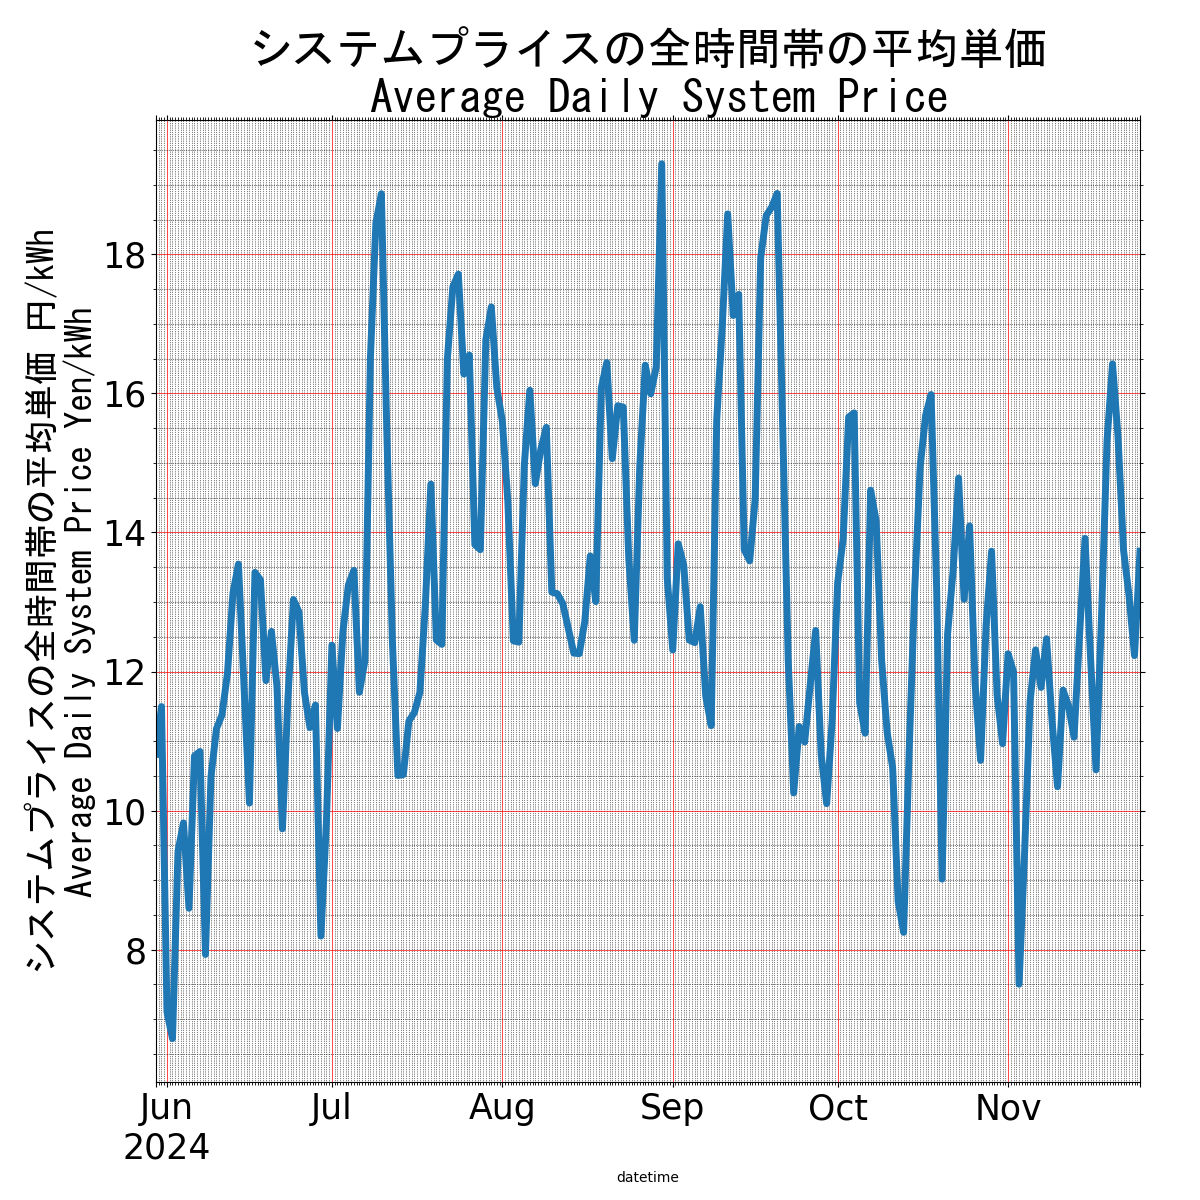 システムプライスの全時間帯の平均単価
Average Daily System Price
システムプライスの全時間帯の平均単価 円/kWh
Average Daily System Price Yen/kWh
18
16
14
12
10
8
Jun
2024
Jul
Aug
Sep
Oct
Nov
datetime